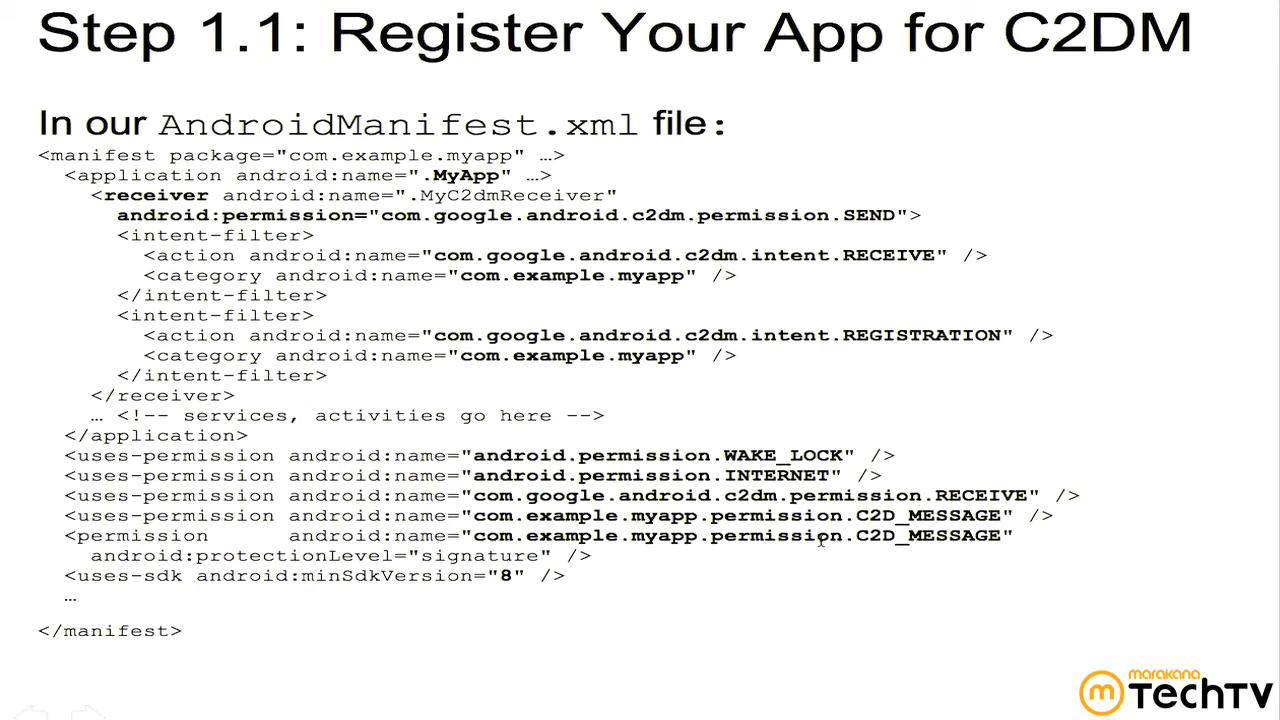 Step 1.1: Register Your App for C2DM
In our AndroidManifest.xml file:
<manifest package="com.example.myapp" …>
<application android:name=".MyApp" …>
<receiver android:name=".MyC2dmReceiver"
android:permission="com.google.android.c2dm.permission.SEND">
<intent-filter>
<action android:name="com.google.android.c2dm.intent.RECEIVE" />
<category android:name="com.example.myapp" />
</intent-filter>
<intent-filter>
<action android:name="com.google.android.c2dm.intent.REGISTRATION" />
<category android:name="com.example.myapp" />
</intent-filter>
</receiver>
… <!-- services, activities go here -->
</application>
<uses-permission android:name="android.permission.WAKE_LOCK" />
<uses-permission android:name="android.permission.INTERNET" />
<uses-permission android:name="com.google.android.c2dm.permission.RECEIVE" />
<uses-permission android:name="com.example.myapp.permission.C2D_MESSAGE" />
<permission android:name="com.example.myapp.permission.C2D_MESSAGE"
android:protectionLevel="signature" />
<uses-sdk android:minSdkVersion="8" />
…
</manifest>
marakana
m TechTV